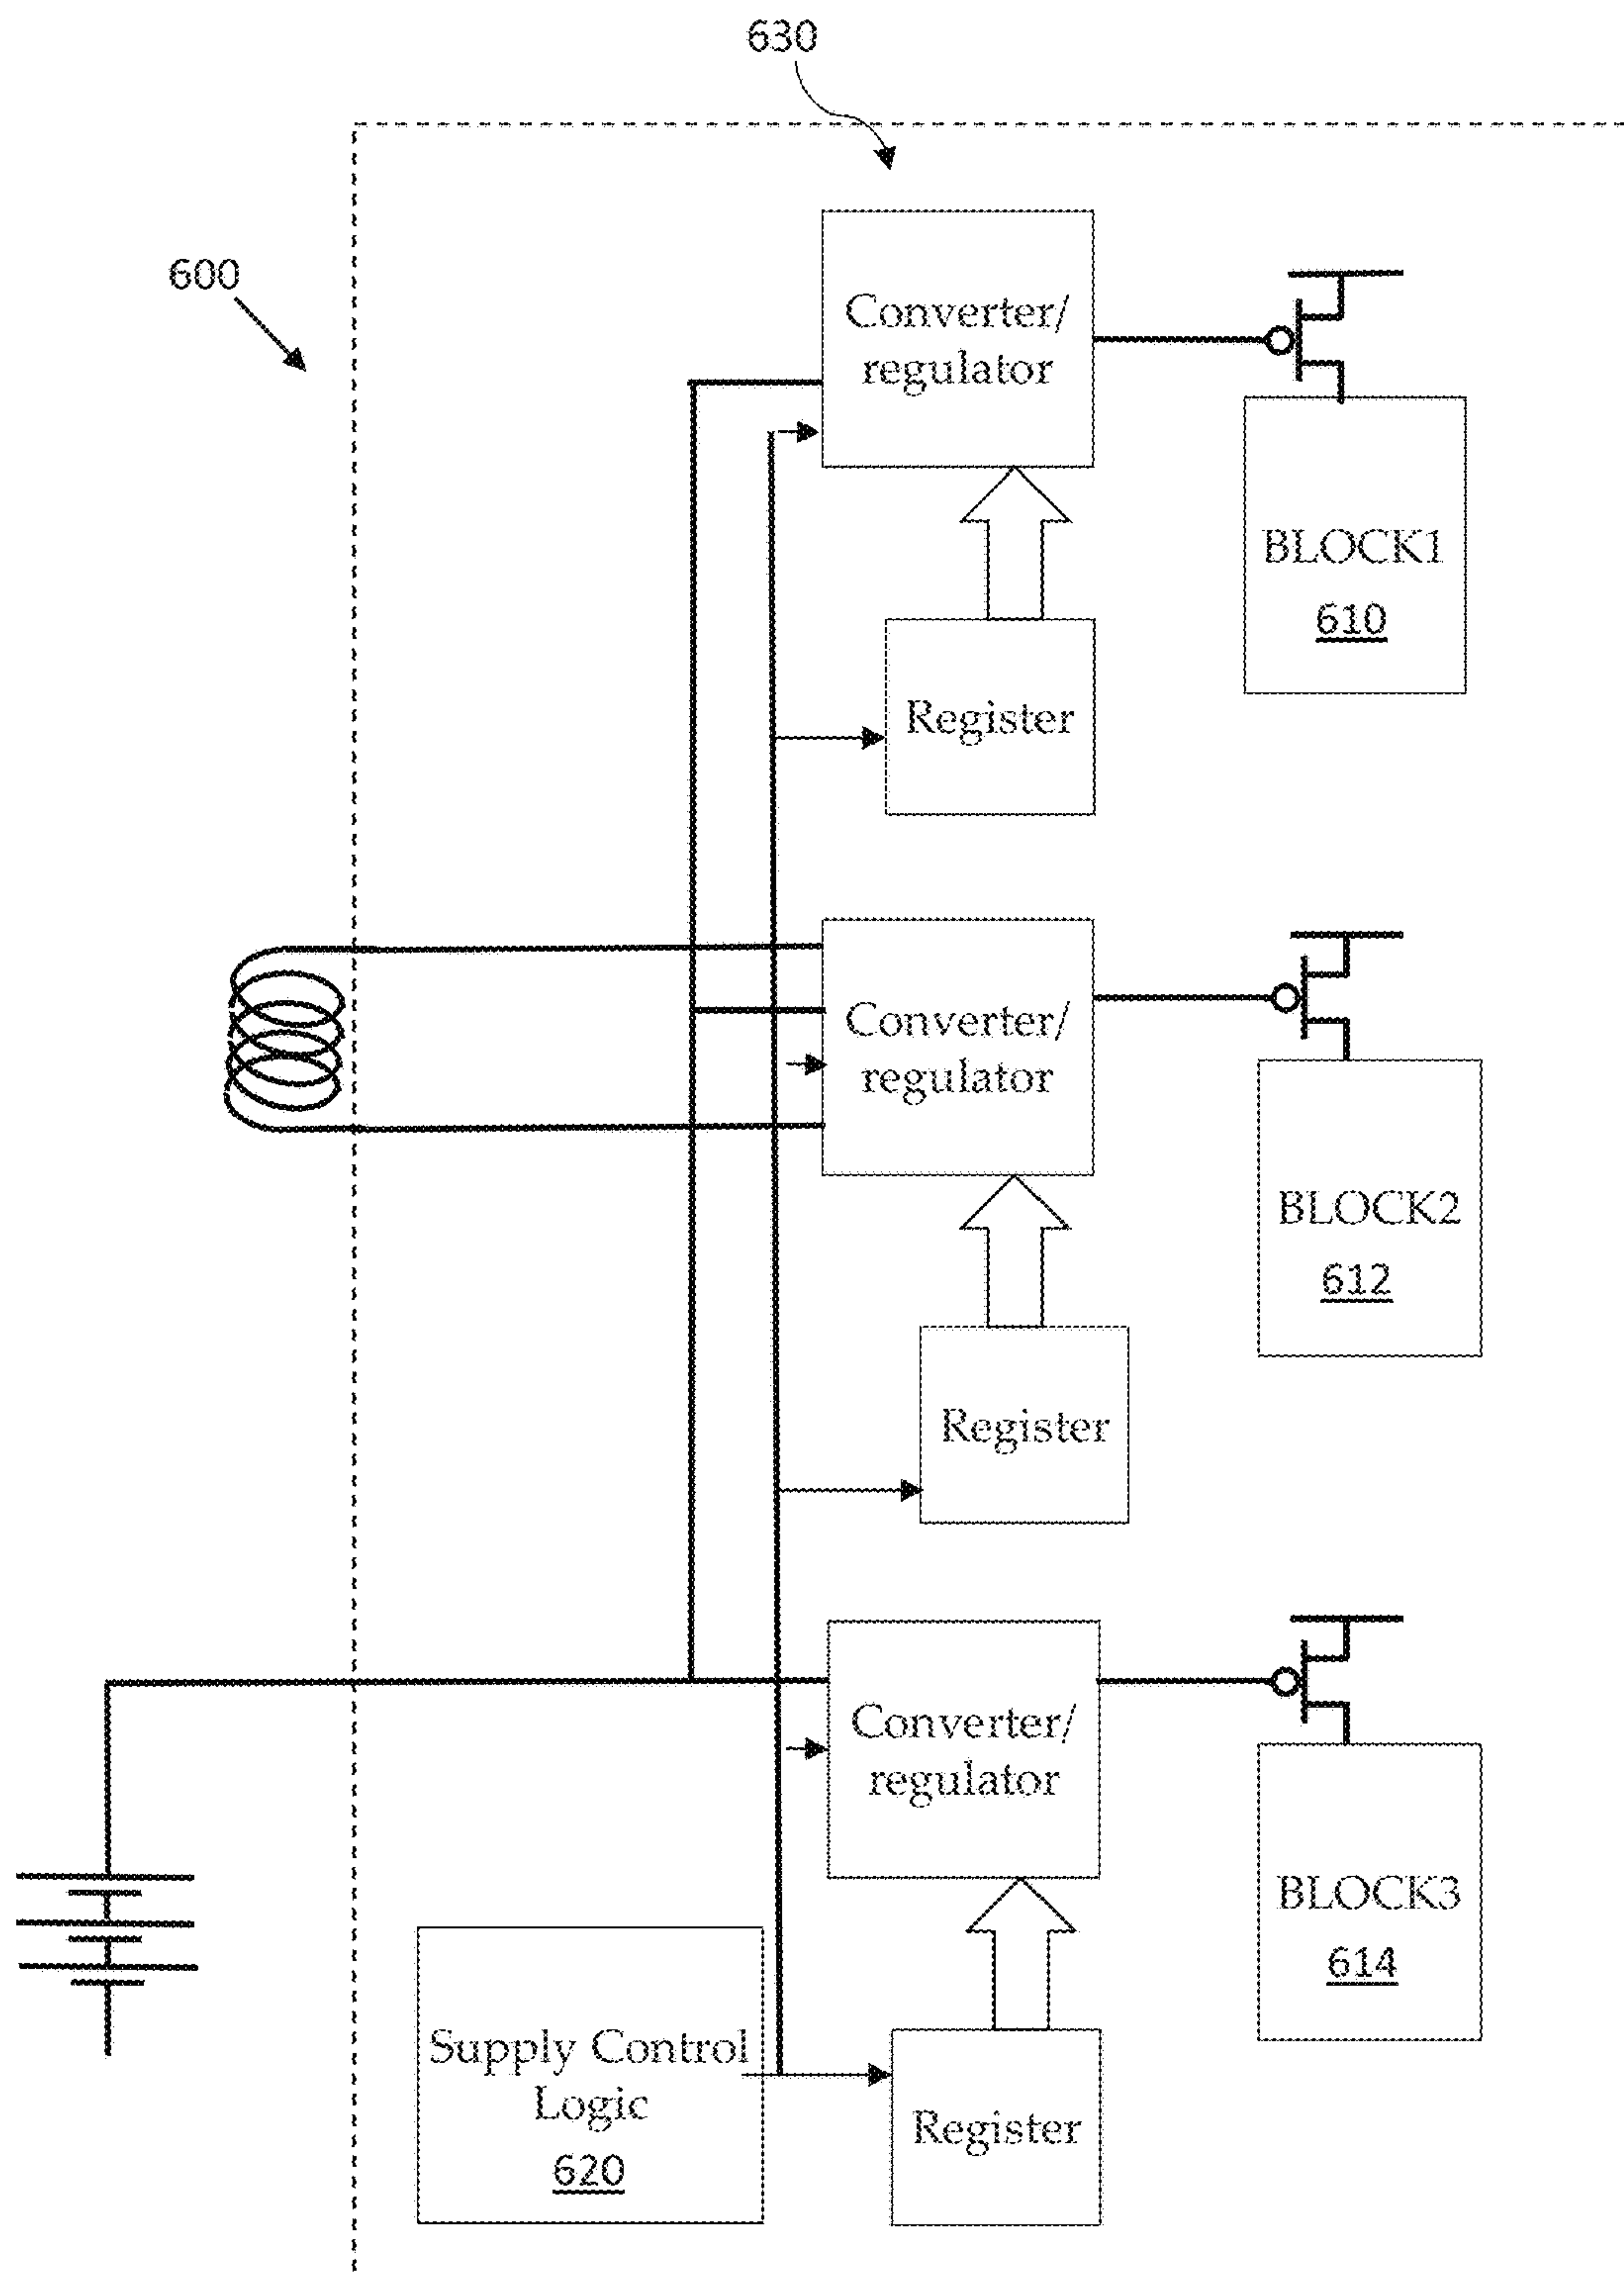 630
600
Converter/
regulator
BLOCK1
610
Register
Converter/
regulator
BLOCK2
612
Register
Converter/
regulator
BLOCK3
614
Supply Control
Logic
620
Register